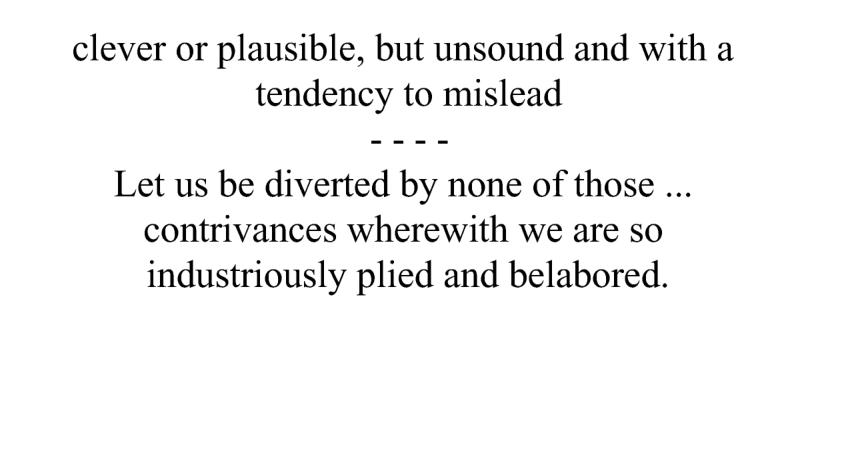 clever or plausible, but unsound and with a
tendency to mislead
- - - -
Let us be diverted by none of those ...
contrivances wherewith we are so
industriously plied and belabored.